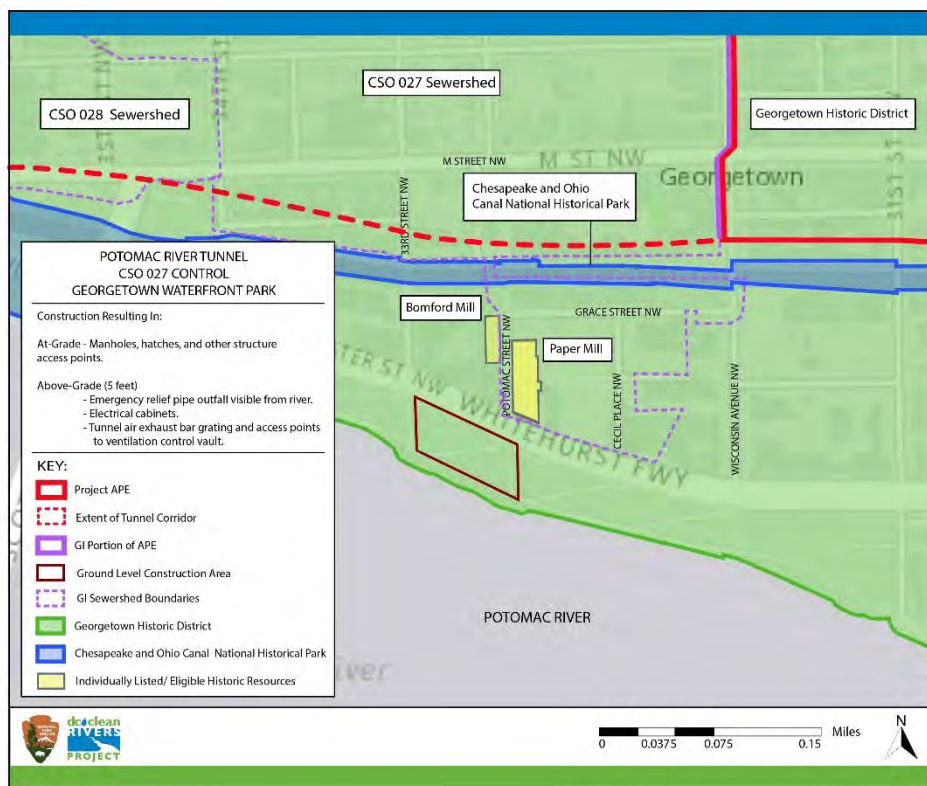 CSO 027 Sewershed
CSO 028 Sewershed
Georgetown Historic District
M STREET NW
M ST NW
Georgetown
31ST ST
Chesapeake and Ohio
Canal National Historical Park
33RD STREET NW
POTOMAC RIVER TUNNEL
CSO 027 CONTROL
GEORGETOWN WATERFRONT PARK
Construction Resulting In:
At-Grade - Manholes, hatches, and other structure
access points.
Above-Grade (5 feet)
- Emergency relief pipe outfall visible from river.
- Electrical cabinets.
- Tunnel air exhaust bar grating and access points
to ventilation control vault.
KEY:
Project APE
Extent of Tunnel Corridor
GI Portion of APE
Ground Level Construction Area
GI Sewershed Boundaries
Georgetown Historic District
Chesapeake and Ohio Canal National Historical Park
Individually Listed/ Eligible Historic Resources
Bomford Mill
GRACE STREET NW
POTOMAC STREET NW
Paper Mill
CECIL PLACE NW
WISCONSIN AVENUE NW
ST NW
WHITEHURST FWY
POTOMAC RIVER
dc clean
RIVERS
PROJECT
Miles
0 0.0375 0.075 0.15
N